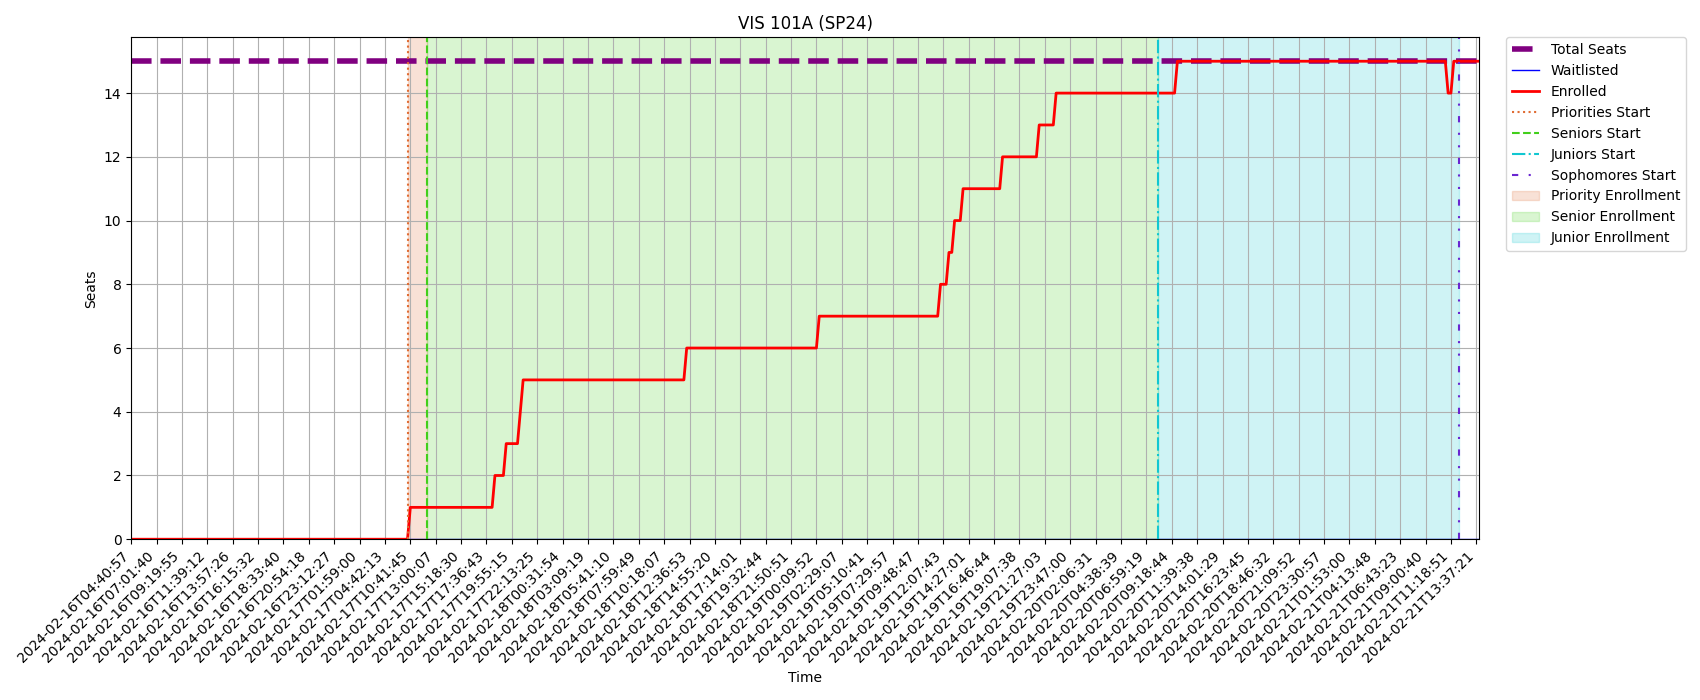 VIS 101A (SP24)
Total Seats
Waitlisted
Enrolled
Priorities Start
Seniors Start
Juniors Start
Sophomores Start
Priority Enrollment
Senior Enrollment
Junior Enrollment
Seats
14
12
10
8
6
4
2
0
2024-02-16T04:40:57
2024-02-16T07:01:40
2024-02-16T09:19:55
2024-02-16T11:39:12
2024-02-16T13:57:26
2024-02-16T16:15:32
2024-02-16T18:33:40
2024-02-16T20:54:18
2024-02-16T23:12:27
2024-02-17T01:59:00
2024-02-17T04:42:13
2024-02-17T10:41:45
2024-02-17T13:00:07
2024-02-17T15:18:30
2024-02-17T17:36:43
2024-02-17T19:55:15
2024-02-17T22:13:25
2024-02-18T00:31:54
2024-02-18T03:09:19
2024-02-18T05:41:10
2024-02-18T07:59:49
2024-02-18T10:18:07
2024-02-18T12:36:53
2024-02-18T14:55:20
2024-02-18T17:14:01
2024-02-18T19:32:44
2024-02-18T21:50:51
2024-02-19T00:09:52
2024-02-19T02:29:07
2024-02-19T05:10:41
2024-02-19T07:29:57
2024-02-19T09:48:47
2024-02-19T12:07:43
2024-02-19T14:27:01
2024-02-19T16:46:44
2024-02-19T19:07:38
2024-02-19T21:27:03
2024-02-19T23:47:00
2024-02-20T02:06:31
2024-02-20T04:38:39
2024-02-20T06:59:19
2024-02-20T09:18:44
2024-02-20T11:39:38
2024-02-20T14:01:29
2024-02-20T16:23:45
2024-02-20T18:46:32
2024-02-20T21:09:52
2024-02-20T23:30:57
2024-02-21T01:53:00
2024-02-21T04:13:48
2024-02-21T06:43:23
2024-02-21T09:00:40
2024-02-21T11:18:51
2024-02-21T13:37:21
Time